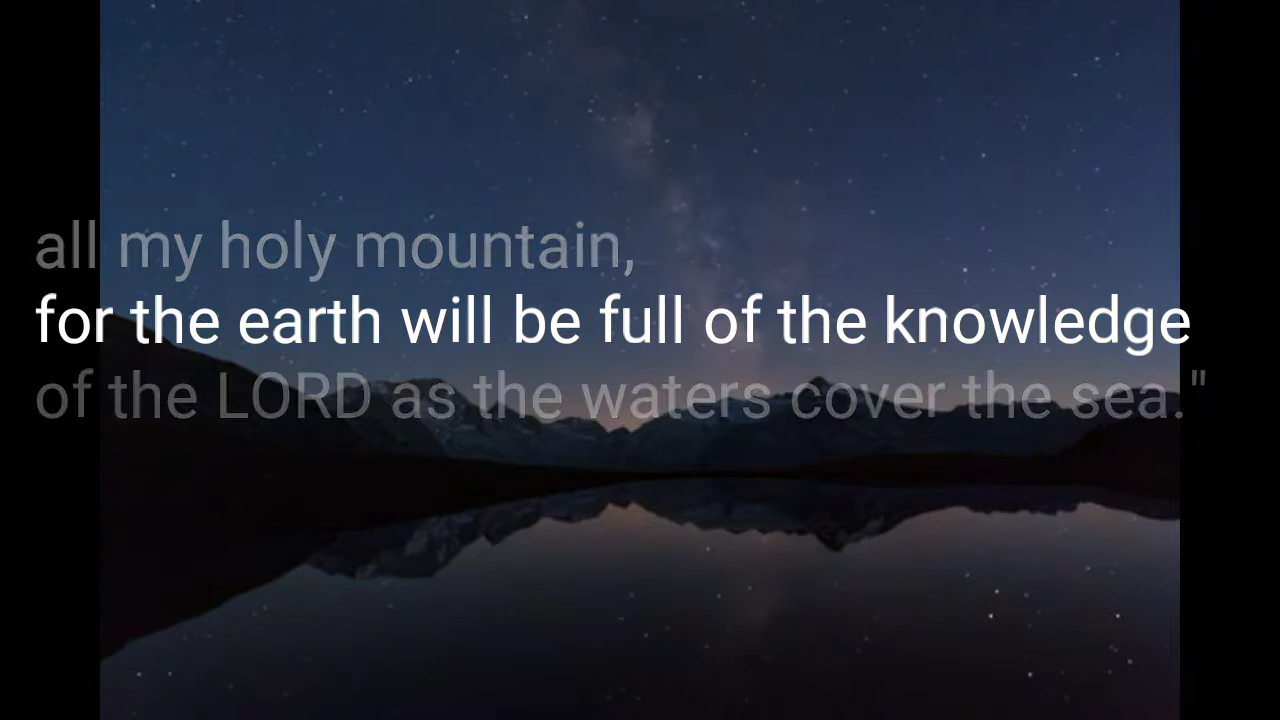 all my holy mountain,
for the earth will be full of the knowledge
of the LORD as the waters cover the sea."